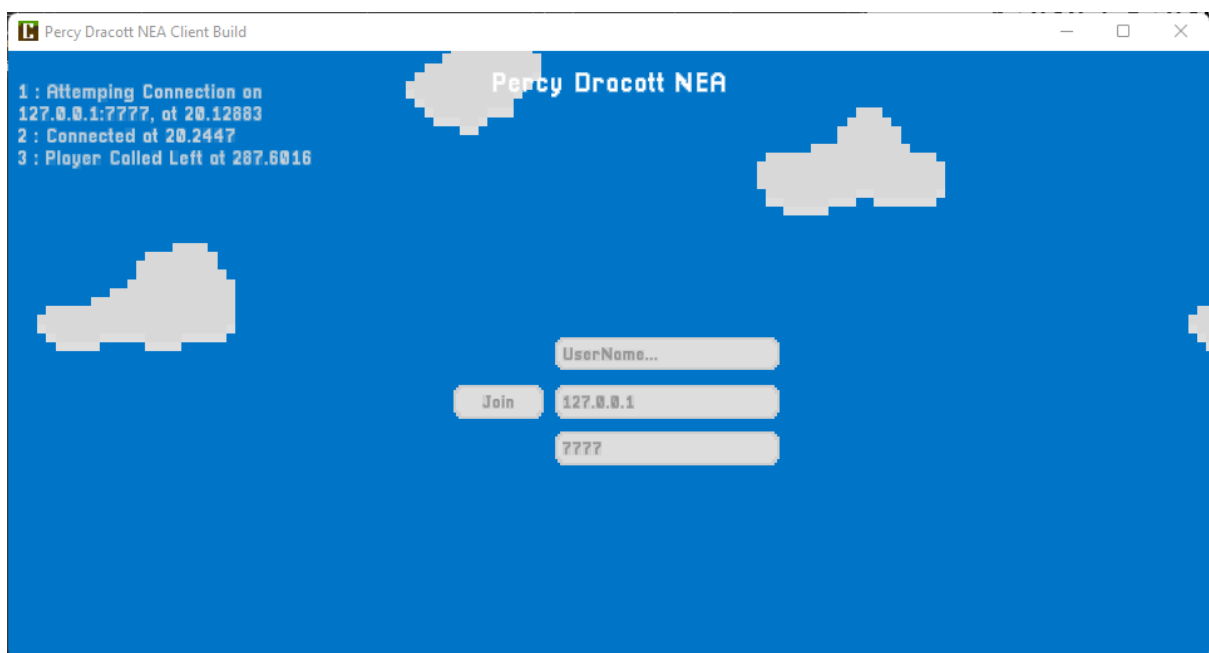 Percy Dracott NEA Client Build
Percy Dracott NEA
1 : Attemping Connection on
127.0.0.1:7777, at 20.12883
2 : Connected at 20.2447
3 : Player Called Left at 287.6016
UserName...
Join
127.0.0.1
7777